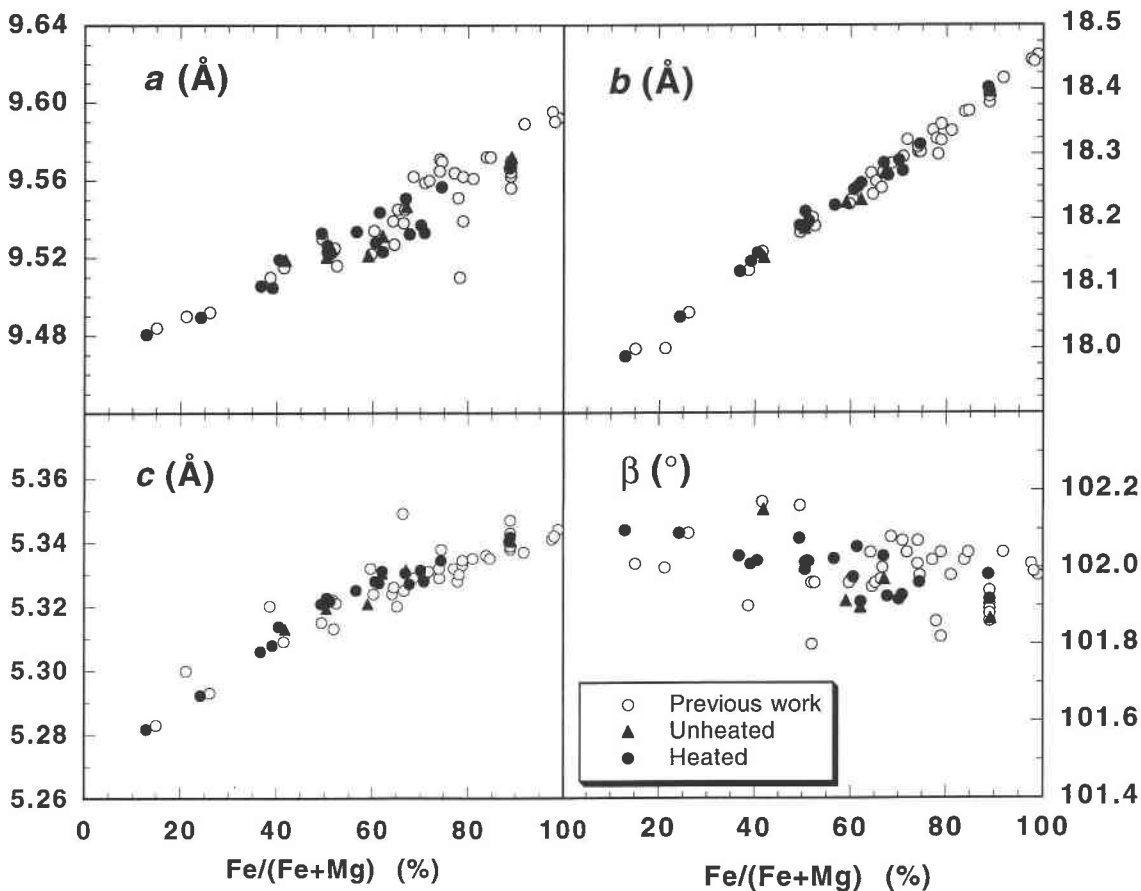 9.64
9.60
9.56
9.52
9.48
a (Å)
b (Å)
18.5
18.4
18.3
18.2
18.1
18.0
5.36
5.34
5.32
5.30
5.28
5.26
c (Å)
β (°)
102.2
102.0
101.8
101.6
101.4
○ Previous work
▲ Unheated
● Heated
0 20 40 60 80 100
20 40 60 80 100
Fe/(Fe+Mg) (%)
Fe/(Fe+Mg) (%)